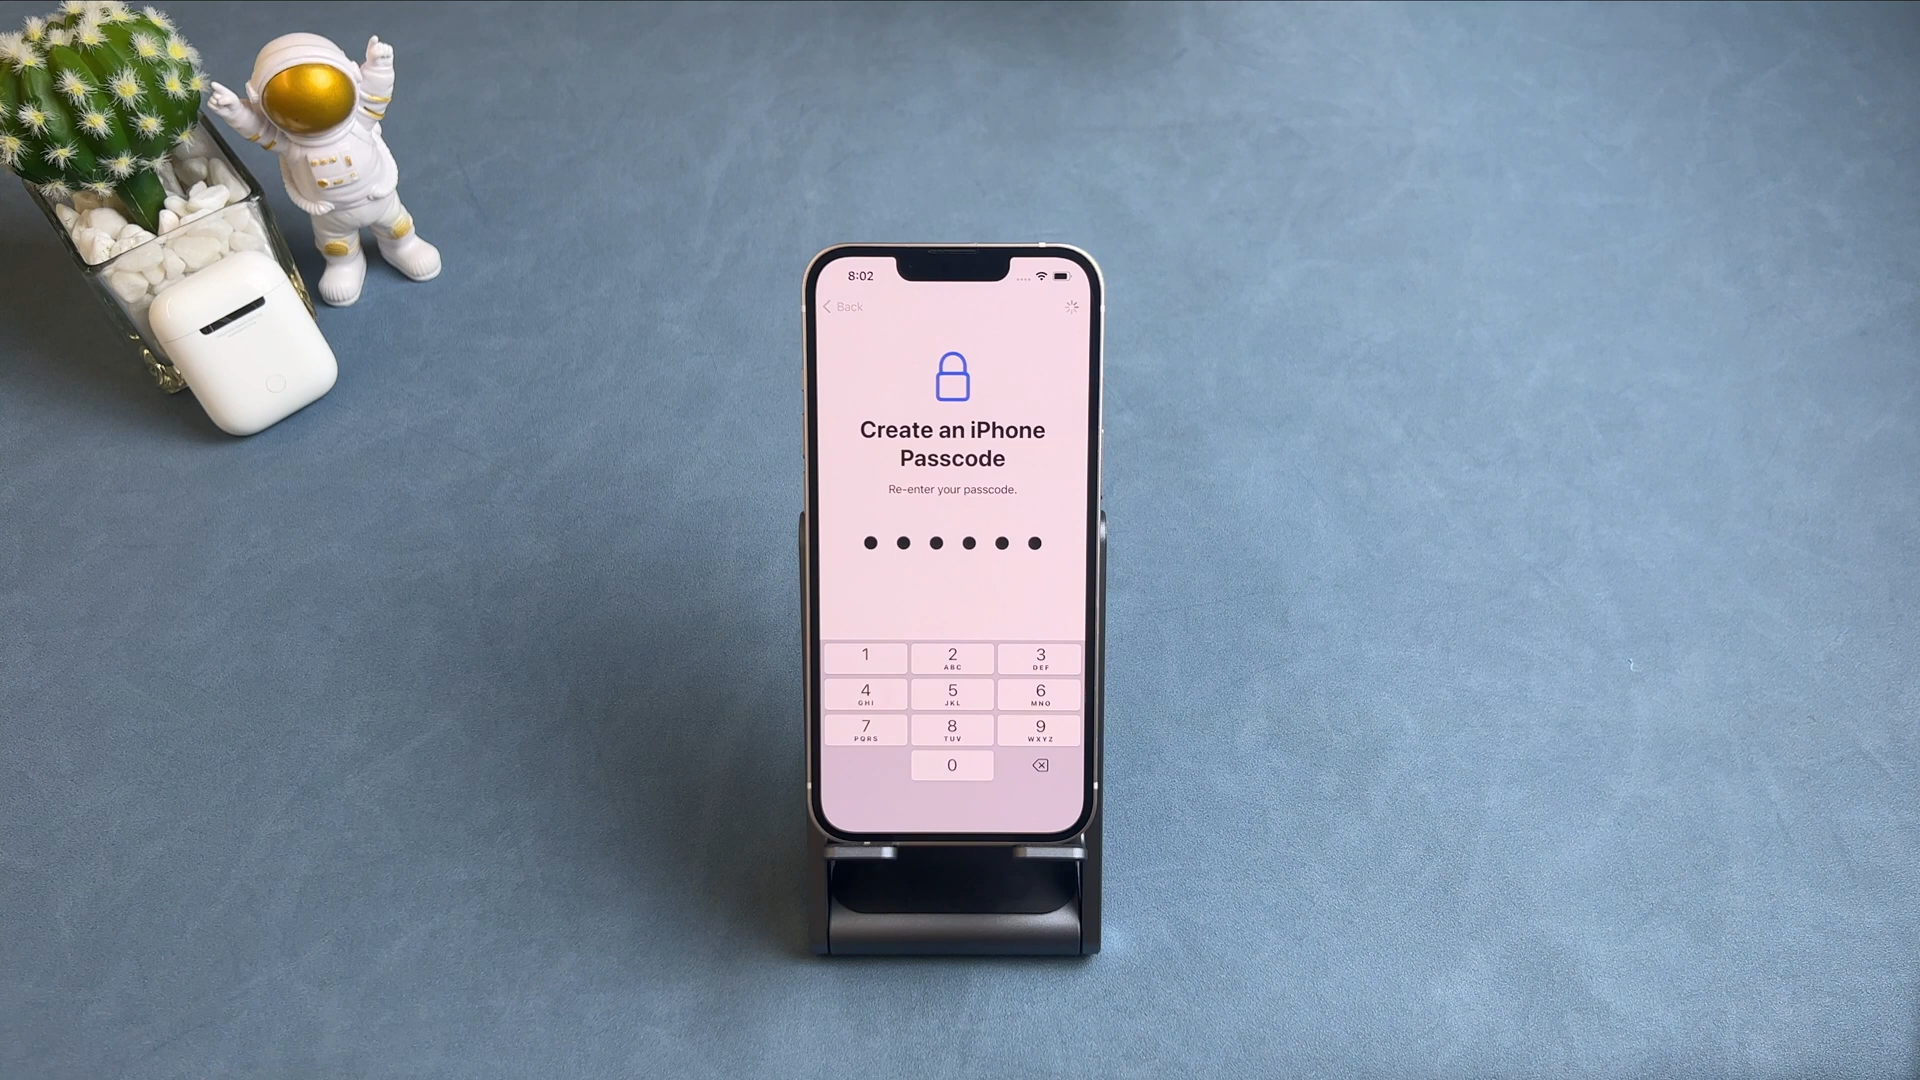 8:02
Back
Create an iPhone
Passcode
Re-enter your passcode.
1 2 3
ABC DEF
4 5 6
GHI JKL MNO
7 8 9
PQRS TUV WXYZ
0